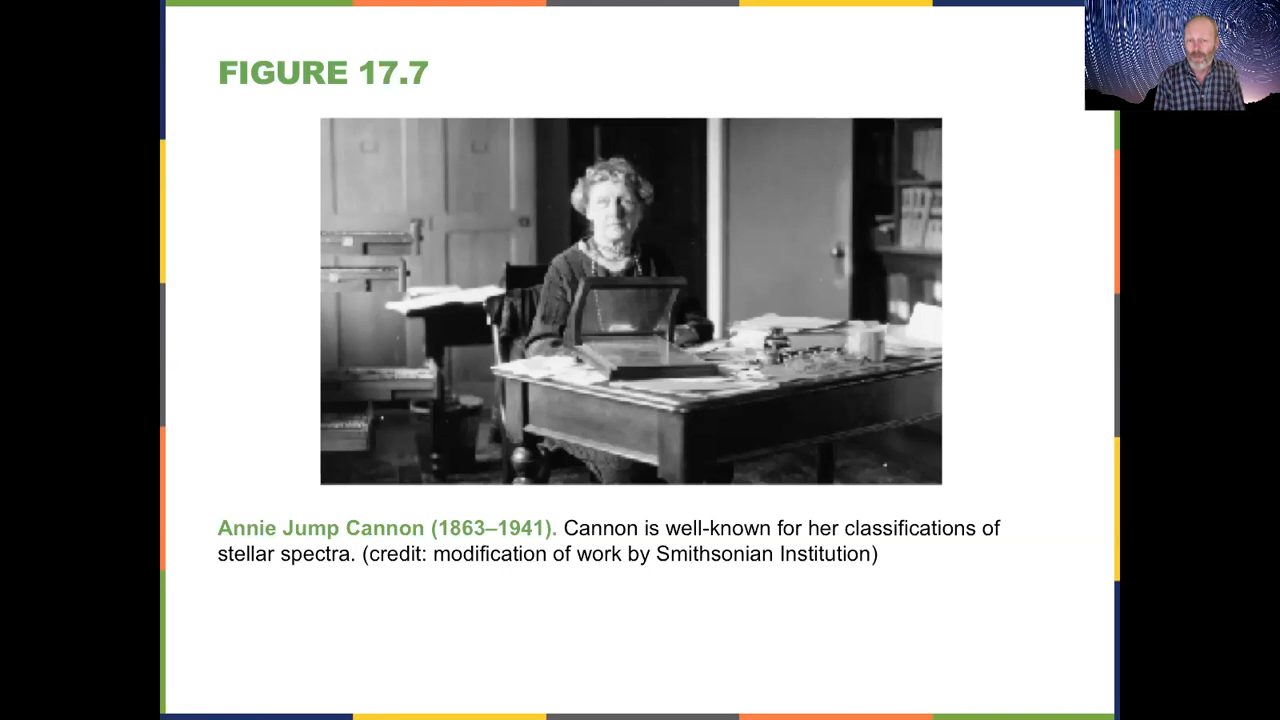 FIGURE 17.7
Annie Jump Cannon (1863–1941). Cannon is well-known for her classifications of
stellar spectra. (credit: modification of work by Smithsonian Institution)